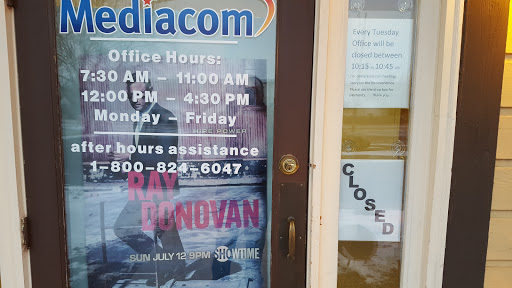 Mediacom
Office Hours:
7:30 AM - 11:00 AM
12:00 PM - 4:30 PM
Monday - Friday
after hours assistance
1-800-824-6047
RAY
DONOVAN
SUN JULY 12 9PM SHOWTIME
Every Tuesday
Office will be
closed between
10:15 10:45
CLOSED